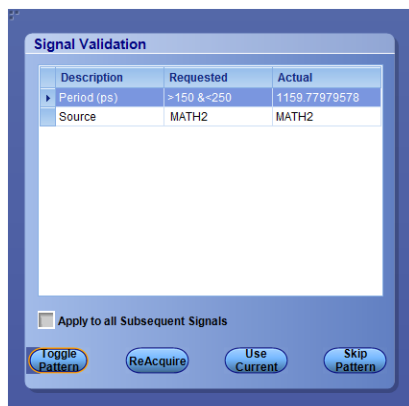 Signal Validation
Description Requested Actual
Period (ps) >150 &<250 1159.77979578
Source MATH2 MATH2
Apply to all Subsequent Signals
Toggle Pattern ReAcquire Use Current Skip Pattern